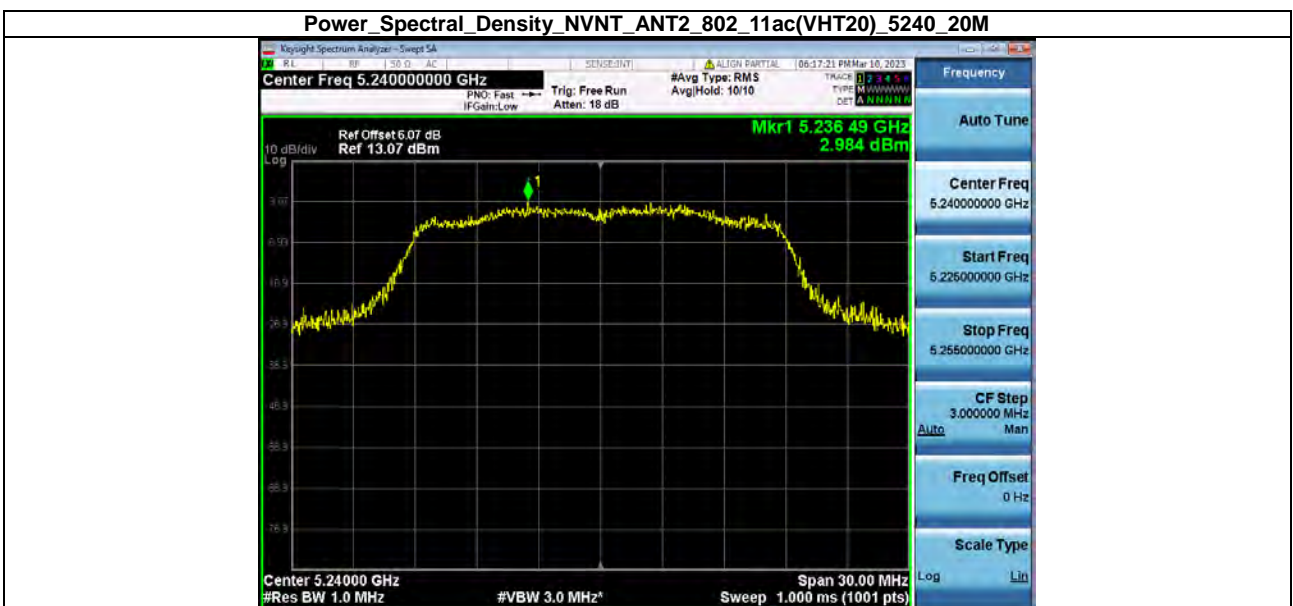 Power_Spectral_Density_NVNT_ANT2_802_11ac(VHT20)_5240_20M
Keysight Spectrum Analyzer - Swept SA
RL RF 50 Ω AC SENSE:INT ALIGN PARTIAL 06:17:21 PM Mar 10, 2023
Center Freq 5.240000000 GHz
PNO: Fast
IFGain:Low
Trig: Free Run
Atten: 18 dB
#Avg Type: RMS
Avg|Hold: 10/10
TRACE 1 2 3 4 5 6
TYPE M WWWWW
DET A N N N N N
Frequency
Mkr1 5.236 49 GHz
2.984 dBm
Ref Offset 6.07 dB
10 dB/div Ref 13.07 dBm
Log
1
3.07
Auto Tune
Center Freq
5.240000000 GHz
Start Freq
5.225000000 GHz
Stop Freq
5.255000000 GHz
CF Step
3.000000 MHz
Auto Man
Freq Offset
0 Hz
Scale Type
Log Lin
Center 5.24000 GHz Span 30.00 MHz
#Res BW 1.0 MHz #VBW 3.0 MHz* Sweep 1.000 ms (1001 pts)